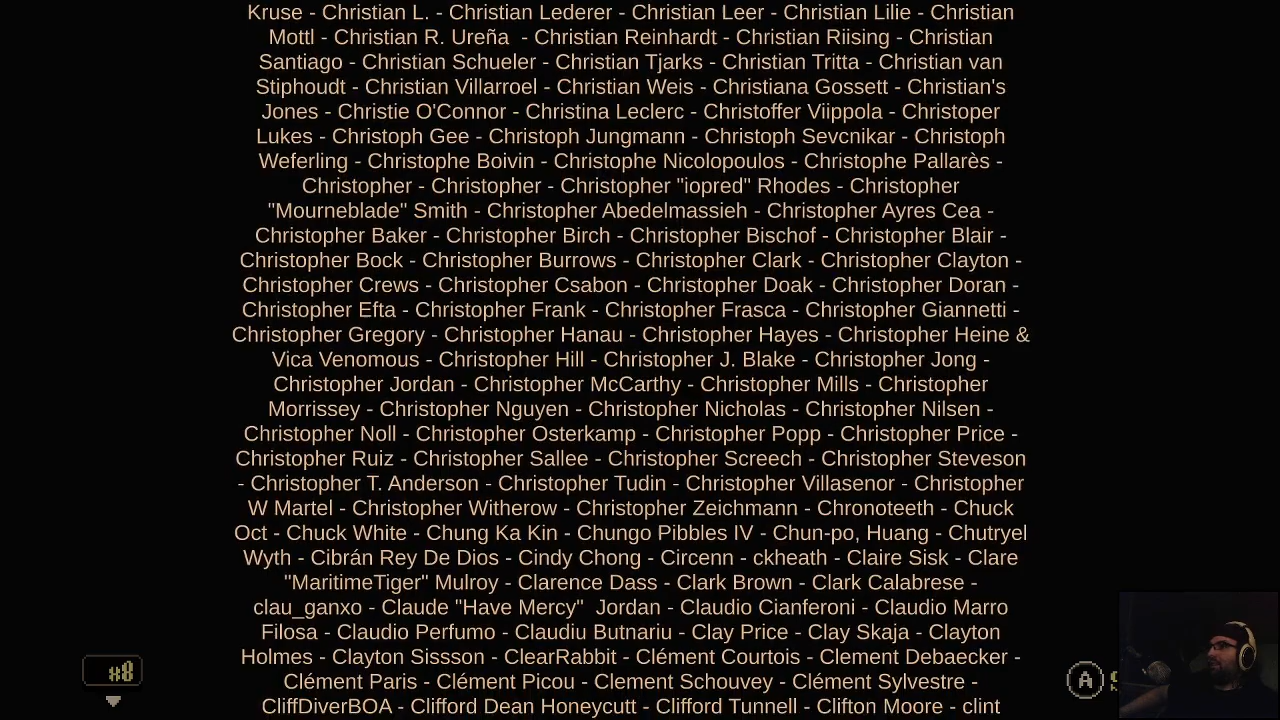 Kruse - Christian L. - Christian Lederer - Christian Leer - Christian Lilie - Christian
Mottl - Christian R. Ureña  - Christian Reinhardt - Christian Riising - Christian
Santiago - Christian Schueler - Christian Tjarks - Christian Tritta - Christian van
Stiphoudt - Christian Villarroel - Christian Weis - Christiana Gossett - Christian's
Jones - Christie O'Connor - Christina Leclerc - Christoffer Viippola - Christoper
Lukes - Christoph Gee - Christoph Jungmann - Christoph Sevcnikar - Christoph
Weferling - Christophe Boivin - Christophe Nicolopoulos - Christophe Pallarès -
Christopher - Christopher - Christopher "iopred" Rhodes - Christopher
"Mourneblade" Smith - Christopher Abedelmassieh - Christopher Ayres Cea -
Christopher Baker - Christopher Birch - Christopher Bischof - Christopher Blair -
Christopher Bock - Christopher Burrows - Christopher Clark - Christopher Clayton -
Christopher Crews - Christopher Csabon - Christopher Doak - Christopher Doran -
Christopher Efta - Christopher Frank - Christopher Frasca - Christopher Giannetti -
Christopher Gregory - Christopher Hanau - Christopher Hayes - Christopher Heine &
Vica Venomous - Christopher Hill - Christopher J. Blake - Christopher Jong -
Christopher Jordan - Christopher McCarthy - Christopher Mills - Christopher
Morrissey - Christopher Nguyen - Christopher Nicholas - Christopher Nilsen -
Christopher Noll - Christopher Osterkamp - Christopher Popp - Christopher Price -
Christopher Ruiz - Christopher Sallee - Christopher Screech - Christopher Steveson
- Christopher T. Anderson - Christopher Tudin - Christopher Villasenor - Christopher
W Martel - Christopher Witherow - Christopher Zeichmann - Chronoteeth - Chuck
Oct - Chuck White - Chung Ka Kin - Chungo Pibbles IV - Chun-po, Huang - Chutryel
Wyth - Cibrán Rey De Dios - Cindy Chong - Circenn - ckheath - Claire Sisk - Clare
"MaritimeTiger" Mulroy - Clarence Dass - Clark Brown - Clark Calabrese -
clau_ganxo - Claude "Have Mercy"  Jordan - Claudio Cianferoni - Claudio Marro
Filosa - Claudio Perfumo - Claudiu Butnariu - Clay Price - Clay Skaja - Clayton
Holmes - Clayton Sissson - ClearRabbit - Clément Courtois - Clement Debaecker -
Clément Paris - Clément Picou - Clement Schouvey - Clément Sylvestre -
CliffDiverBOA - Clifford Dean Honeycutt - Clifford Tunnell - Clifton Moore - clint
x8
A